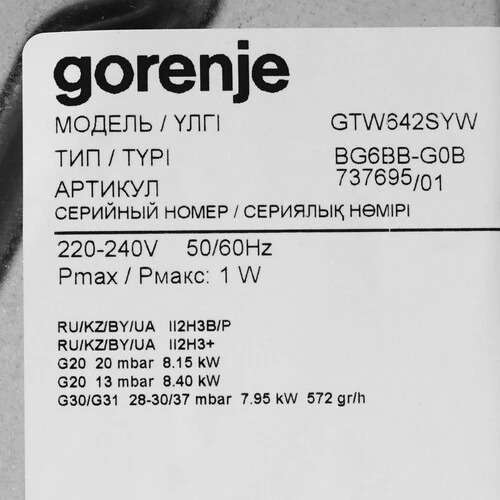 gorenje
МОДЕЛЬ / ҮЛГІ GTW642SYW
ТИП / ТҮРІ BG6BB-G0B
АРТИКУЛ 737695/01
СЕРИЙНЫЙ НОМЕР / СЕРИЯЛЫҚ НӨМІРІ
220-240V 50/60Hz
Pmax / Рмакс: 1 W
RU/KZ/BY/UA II2H3B/P
RU/KZ/BY/UA II2H3+
G20 20 mbar 8.15 kW
G20 13 mbar 8.40 kW
G30/G31 28-30/37 mbar 7.95 kW 572 gr/h